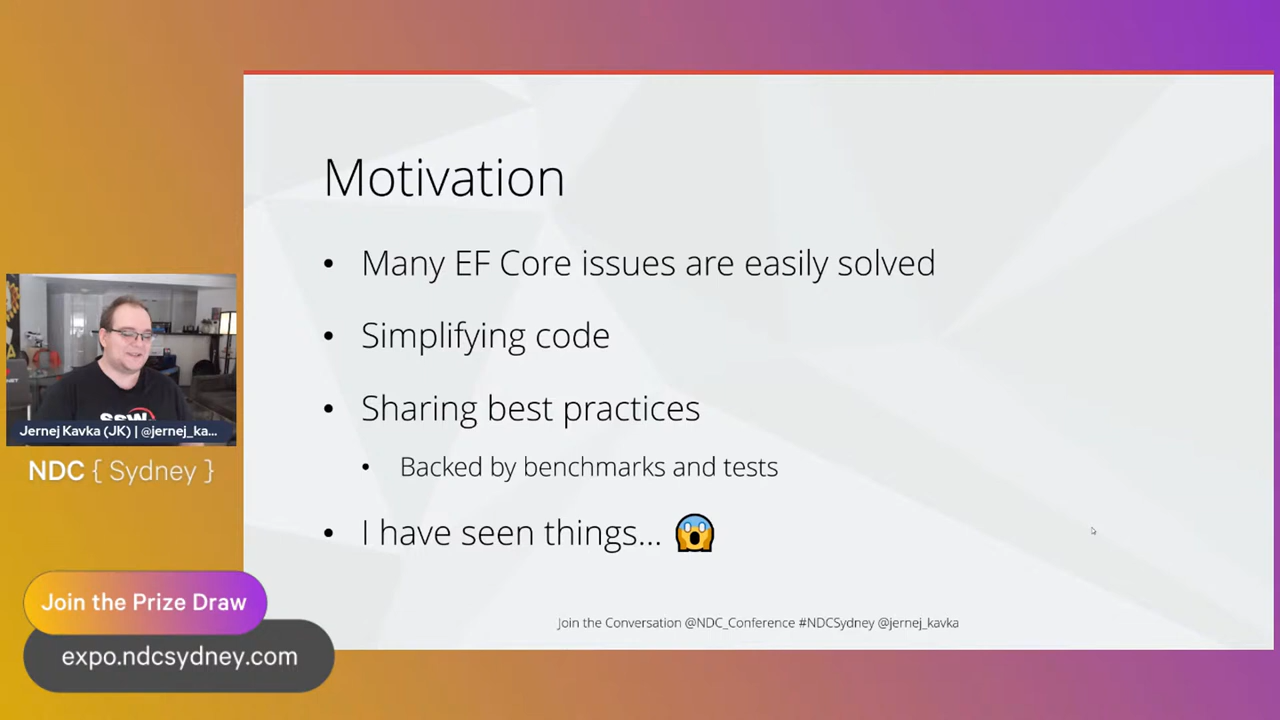 Motivation
• Many EF Core issues are easily solved
• Simplifying code
• Sharing best practices
• Backed by benchmarks and tests
• I have seen things... 😱
SSW
Jernej Kavka (JK) | @jernej_ka...
NDC { Sydney }
Join the Prize Draw
expo.ndcsydney.com
Join the Conversation @NDC_Conference #NDCSydney @jernej_kavka